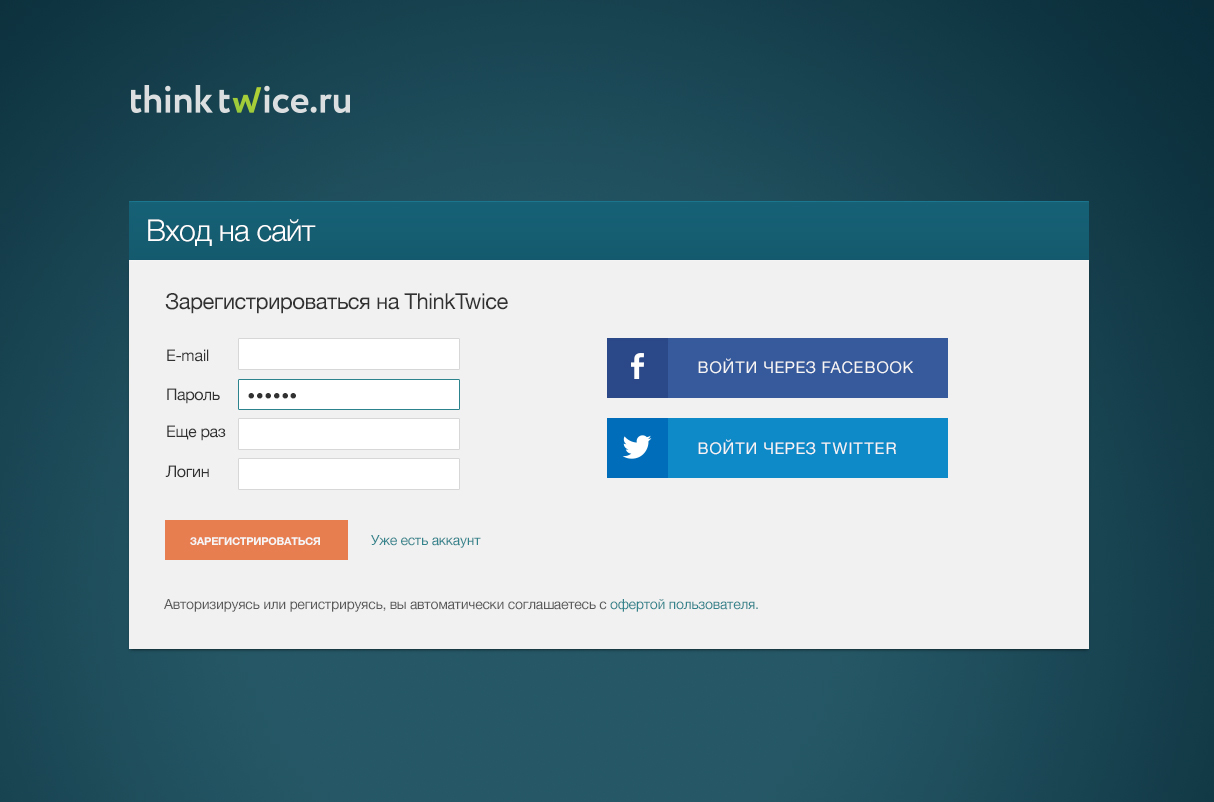 thinktwice.ru
Вход на сайт
Зарегистрироваться на ThinkTwice
E-mail
Пароль ••••••
Еще раз
Логин
ВОЙТИ ЧЕРЕЗ FACEBOOK
ВОЙТИ ЧЕРЕЗ TWITTER
ЗАРЕГИСТРИРОВАТЬСЯ Уже есть аккаунт
Авторизируясь или регистрируясь, вы автоматически соглашаетесь с офертой пользователя.